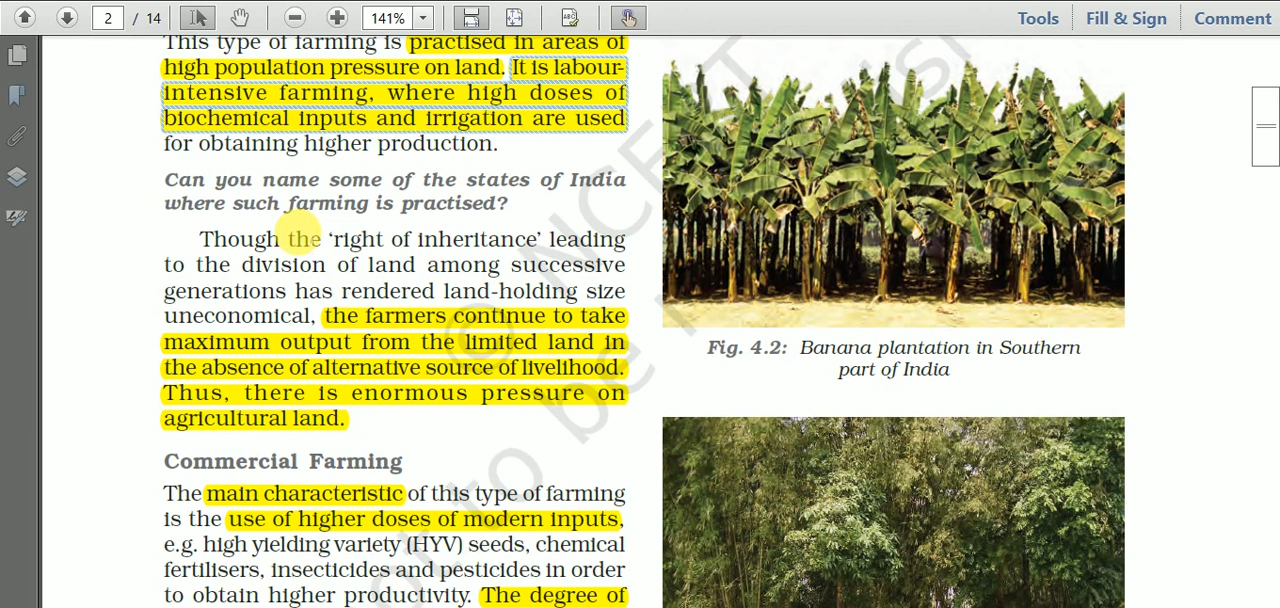 2 / 14
141%
Tools
Fill & Sign
Comment
This type of farming is practised in areas of
high population pressure on land. It is labour-
intensive farming, where high doses of
biochemical inputs and irrigation are used
for obtaining higher production.
Can you name some of the states of India
where such farming is practised?
Though the ‘right of inheritance’ leading
to the division of land among successive
generations has rendered land-holding size
uneconomical, the farmers continue to take
maximum output from the limited land in
the absence of alternative source of livelihood.
Thus, there is enormous pressure on
agricultural land.
Commercial Farming
The main characteristic of this type of farming
is the use of higher doses of modern inputs,
e.g. high yielding variety (HYV) seeds, chemical
fertilisers, insecticides and pesticides in order
to obtain higher productivity. The degree of
Fig. 4.2: Banana plantation in Southern
part of India